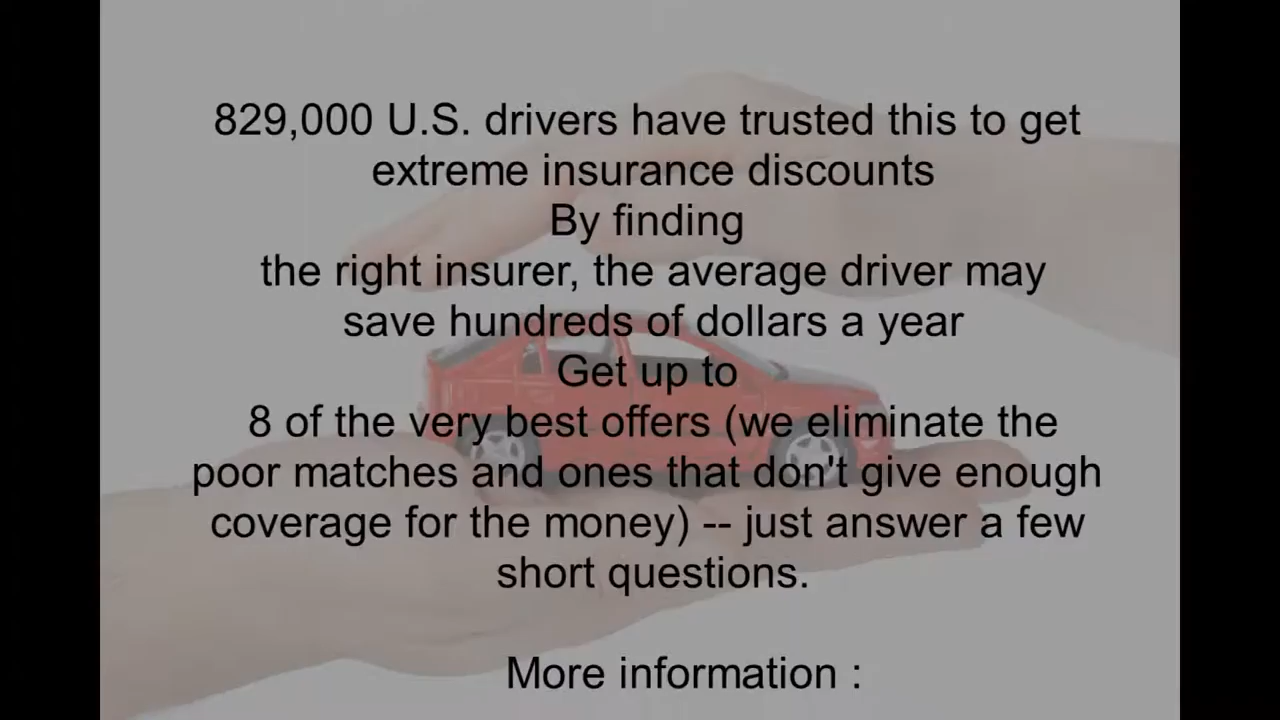 829,000 U.S. drivers have trusted this to get
extreme insurance discounts
By finding
the right insurer, the average driver may
save hundreds of dollars a year
Get up to
8 of the very best offers (we eliminate the
poor matches and ones that don't give enough
coverage for the money) -- just answer a few
short questions.
More information :